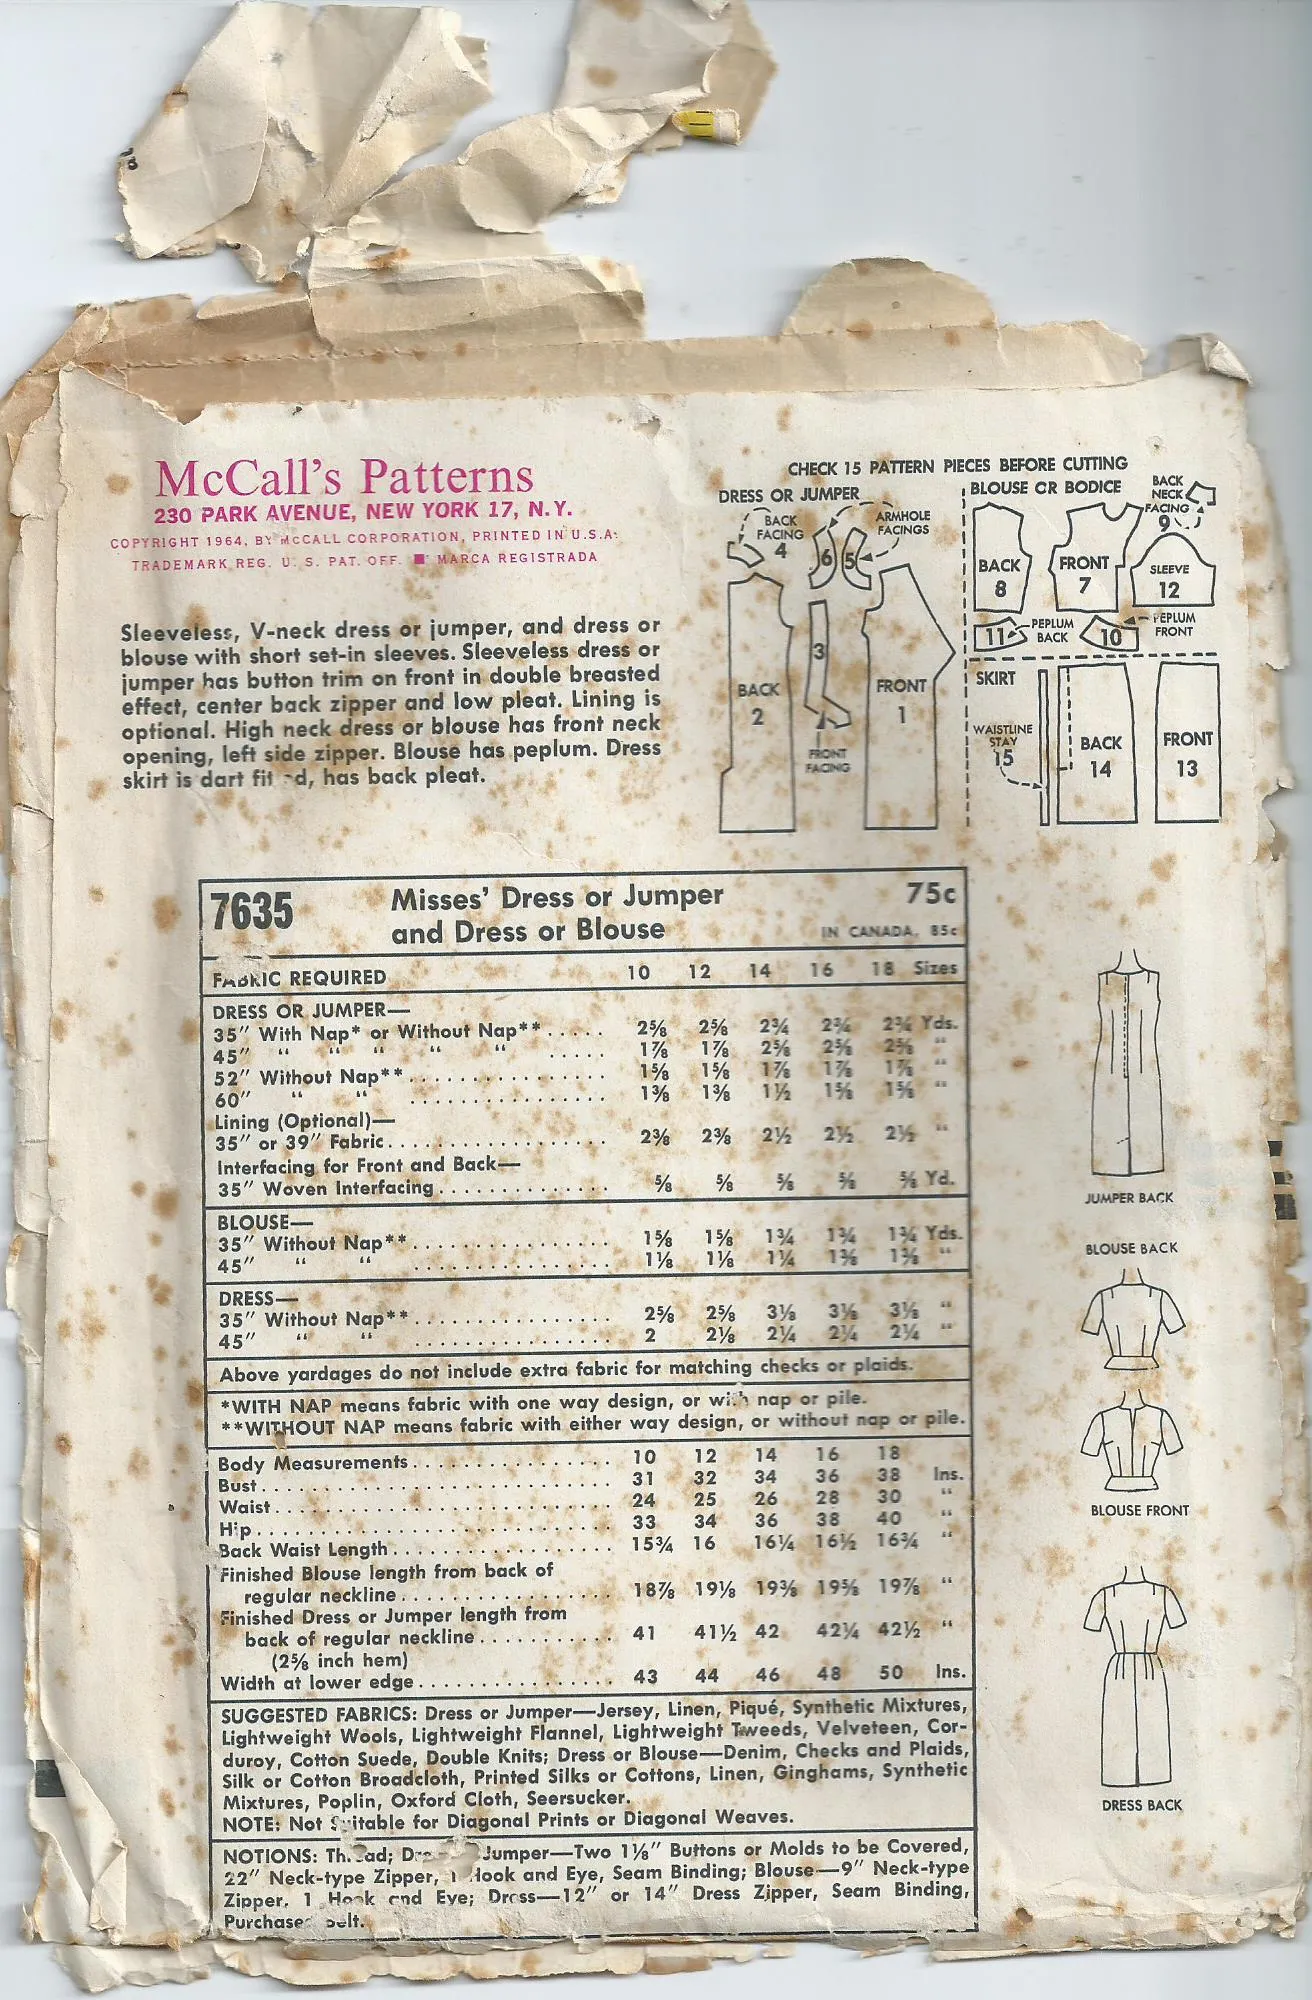 McCall's Patterns
230 PARK AVENUE, NEW YORK 17, N.Y.
COPYRIGHT 1964, BY McCALL CORPORATION, PRINTED IN U.S.A.
TRADEMARK REG. U. S. PAT. OFF. ■ MARCA REGISTRADA
Sleeveless, V-neck dress or jumper, and dress or
blouse with short set-in sleeves. Sleeveless dress or
jumper has button trim on front in double breasted
effect, center back zipper and low pleat. Lining is
optional. High neck dress or blouse has front neck
opening, left side zipper. Blouse has peplum. Dress
skirt is dart fit d, has back pleat.
CHECK 15 PATTERN PIECES BEFORE CUTTING
DRESS OR JUMPER
BACK FACING 4
6
5
ARMHOLE FACINGS
3
BACK 2
FRONT FACING
FRONT 1
BLOUSE OR BODICE
BACK NECK FACING 9
BACK 8
FRONT 7
SLEEVE 12
11
PEPLUM BACK
10
PEPLUM FRONT
SKIRT
WAISTLINE STAY 15
BACK 14
FRONT 13
7635 Misses' Dress or Jumper 75c
and Dress or Blouse IN CANADA, 85c
FABRIC REQUIRED 10 12 14 16 18 Sizes
DRESS OR JUMPER—
35" With Nap* or Without Nap**..... 2⅝ 2⅝ 2¾ 2¾ 2¾ Yds.
45" " " " " " ..... 1⅞ 1⅞ 2⅝ 2⅝ 2⅝ "
52" Without Nap**................ 1⅝ 1⅝ 1⅞ 1⅞ 1⅞ "
60" " " ................ 1⅜ 1⅜ 1½ 1⅝ 1⅝ "
Lining (Optional)—
35" or 39" Fabric................... 2⅜ 2⅜ 2½ 2½ 2½ "
Interfacing for Front and Back—
35" Woven Interfacing.............. ⅝ ⅝ ⅝ ⅝ ⅝ Yd.
BLOUSE—
35" Without Nap**................ 1⅝ 1⅝ 1¾ 1¾ 1¾ Yds.
45" " " ................ 1⅛ 1⅛ 1¼ 1⅜ 1⅜ "
DRESS—
35" Without Nap**................ 2⅝ 2⅝ 3⅛ 3⅛ 3⅛ "
45" " " ................ 2 2⅛ 2¼ 2¼ 2¼ "
Above yardages do not include extra fabric for matching checks or plaids.
*WITH NAP means fabric with one way design, or with nap or pile.
**WITHOUT NAP means fabric with either way design, or without nap or pile.
Body Measurements................ 10 12 14 16 18
Bust............................ 31 32 34 36 38 Ins.
Waist........................... 24 25 26 28 30 "
Hip............................. 33 34 36 38 40 "
Back Waist Length................. 15¾ 16 16¼ 16½ 16¾ "
Finished Blouse length from back of
regular neckline.................. 18⅞ 19⅛ 19⅜ 19⅝ 19⅞ "
Finished Dress or Jumper length from
back of regular neckline........... 41 41½ 42 42¼ 42½ "
(2⅝ inch hem)
Width at lower edge................ 43 44 46 48 50 Ins.
SUGGESTED FABRICS: Dress or Jumper—Jersey, Linen, Piqué, Synthetic Mixtures,
Lightweight Wools, Lightweight Flannel, Lightweight Tweeds, Velveteen, Cor-
duroy, Cotton Suede, Double Knits; Dress or Blouse—Denim, Checks and Plaids,
Silk or Cotton Broadcloth, Printed Silks or Cottons, Linen, Ginghams, Synthetic
Mixtures, Poplin, Oxford Cloth, Seersucker.
NOTE: Not Suitable for Diagonal Prints or Diagonal Weaves.
NOTIONS: Thread; Jumper—Two 1⅛" Buttons or Molds to be Covered,
22" Neck-type Zipper, 1 Hook and Eye, Seam Binding; Blouse—9" Neck-type
Zipper, 1 Hook and Eye; Dress—12" or 14" Dress Zipper, Seam Binding,
Purchased Belt.
JUMPER BACK
BLOUSE BACK
BLOUSE FRONT
DRESS BACK